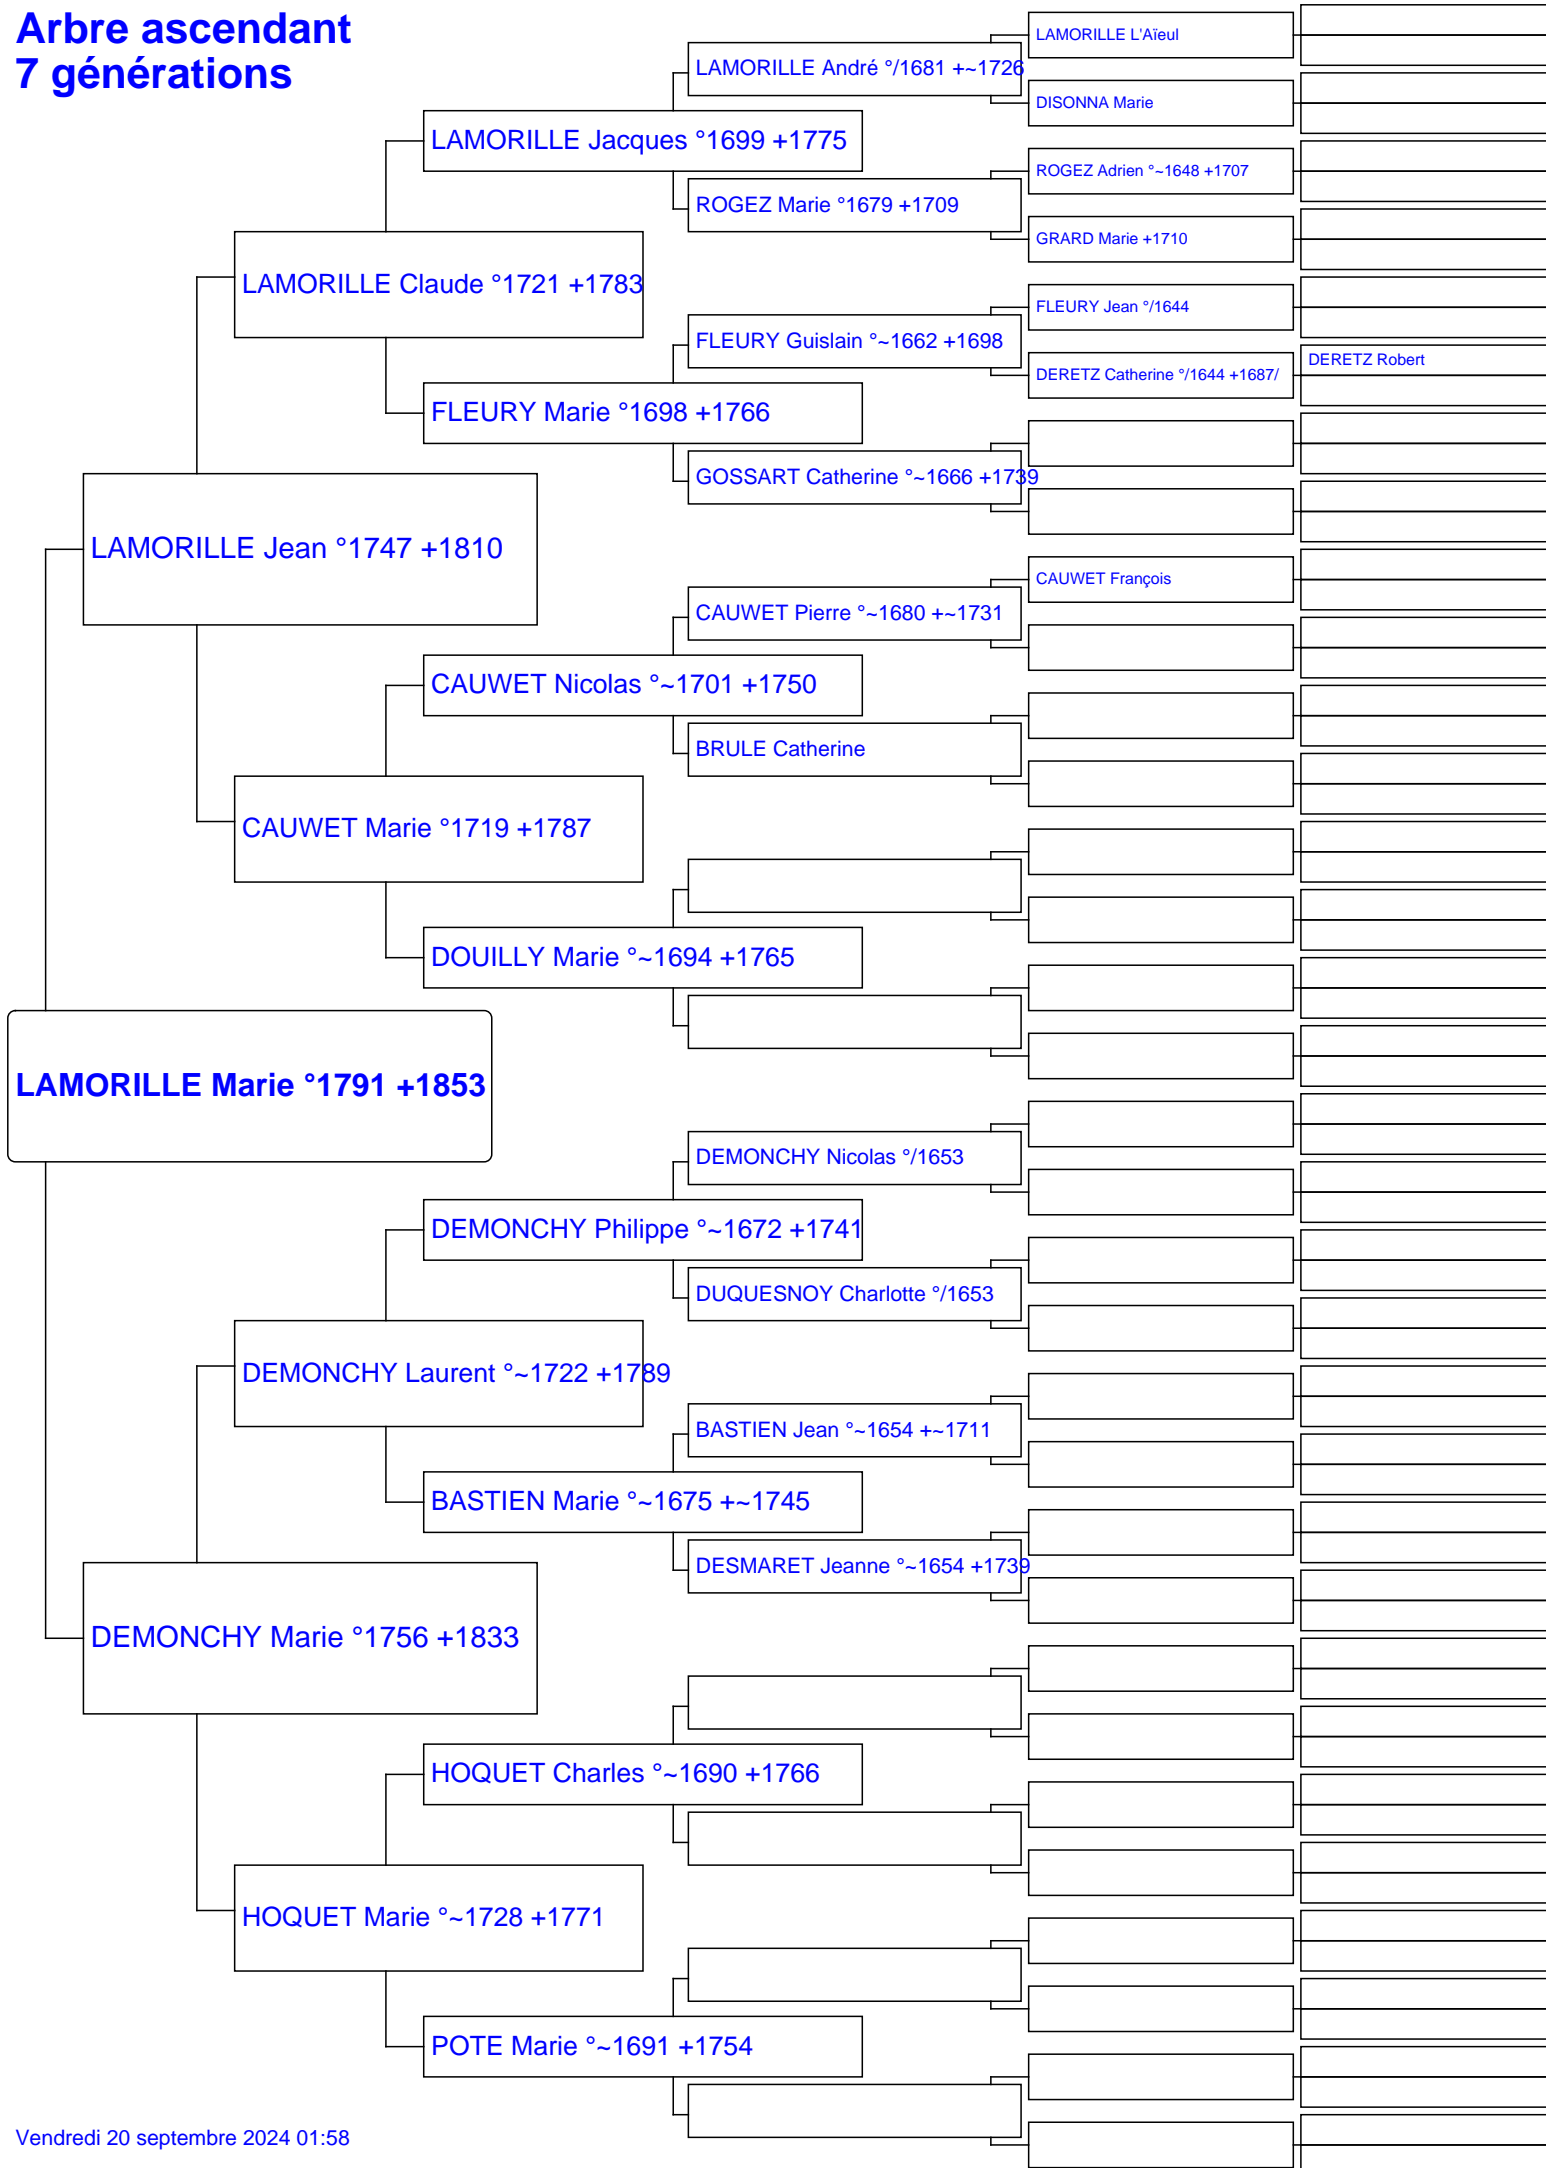 Arbre ascendant
7 générations
LAMORILLE L'Aïeul
LAMORILLE André °/1681 +~1726
DISONNA Marie
LAMORILLE Jacques °1699 +1775
ROGEZ Adrien °~1648 +1707
ROGEZ Marie °1679 +1709
GRARD Marie +1710
LAMORILLE Claude °1721 +1783
FLEURY Jean °/1644
FLEURY Guislain °~1662 +1698
DERETZ Robert
DERETZ Catherine °/1644 +1687/
FLEURY Marie °1698 +1766
GOSSART Catherine °~1666 +1739
LAMORILLE Jean °1747 +1810
CAUWET François
CAUWET Pierre °~1680 +~1731
CAUWET Nicolas °~1701 +1750
BRULE Catherine
CAUWET Marie °1719 +1787
DOUILLY Marie °~1694 +1765
LAMORILLE Marie °1791 +1853
DEMONCHY Nicolas °/1653
DEMONCHY Philippe °~1672 +1741
DUQUESNOY Charlotte °/1653
DEMONCHY Laurent °~1722 +1789
BASTIEN Jean °~1654 +~1711
BASTIEN Marie °~1675 +~1745
DESMARET Jeanne °~1654 +1739
DEMONCHY Marie °1756 +1833
HOQUET Charles °~1690 +1766
HOQUET Marie °~1728 +1771
POTE Marie °~1691 +1754
Vendredi 20 septembre 2024 01:58